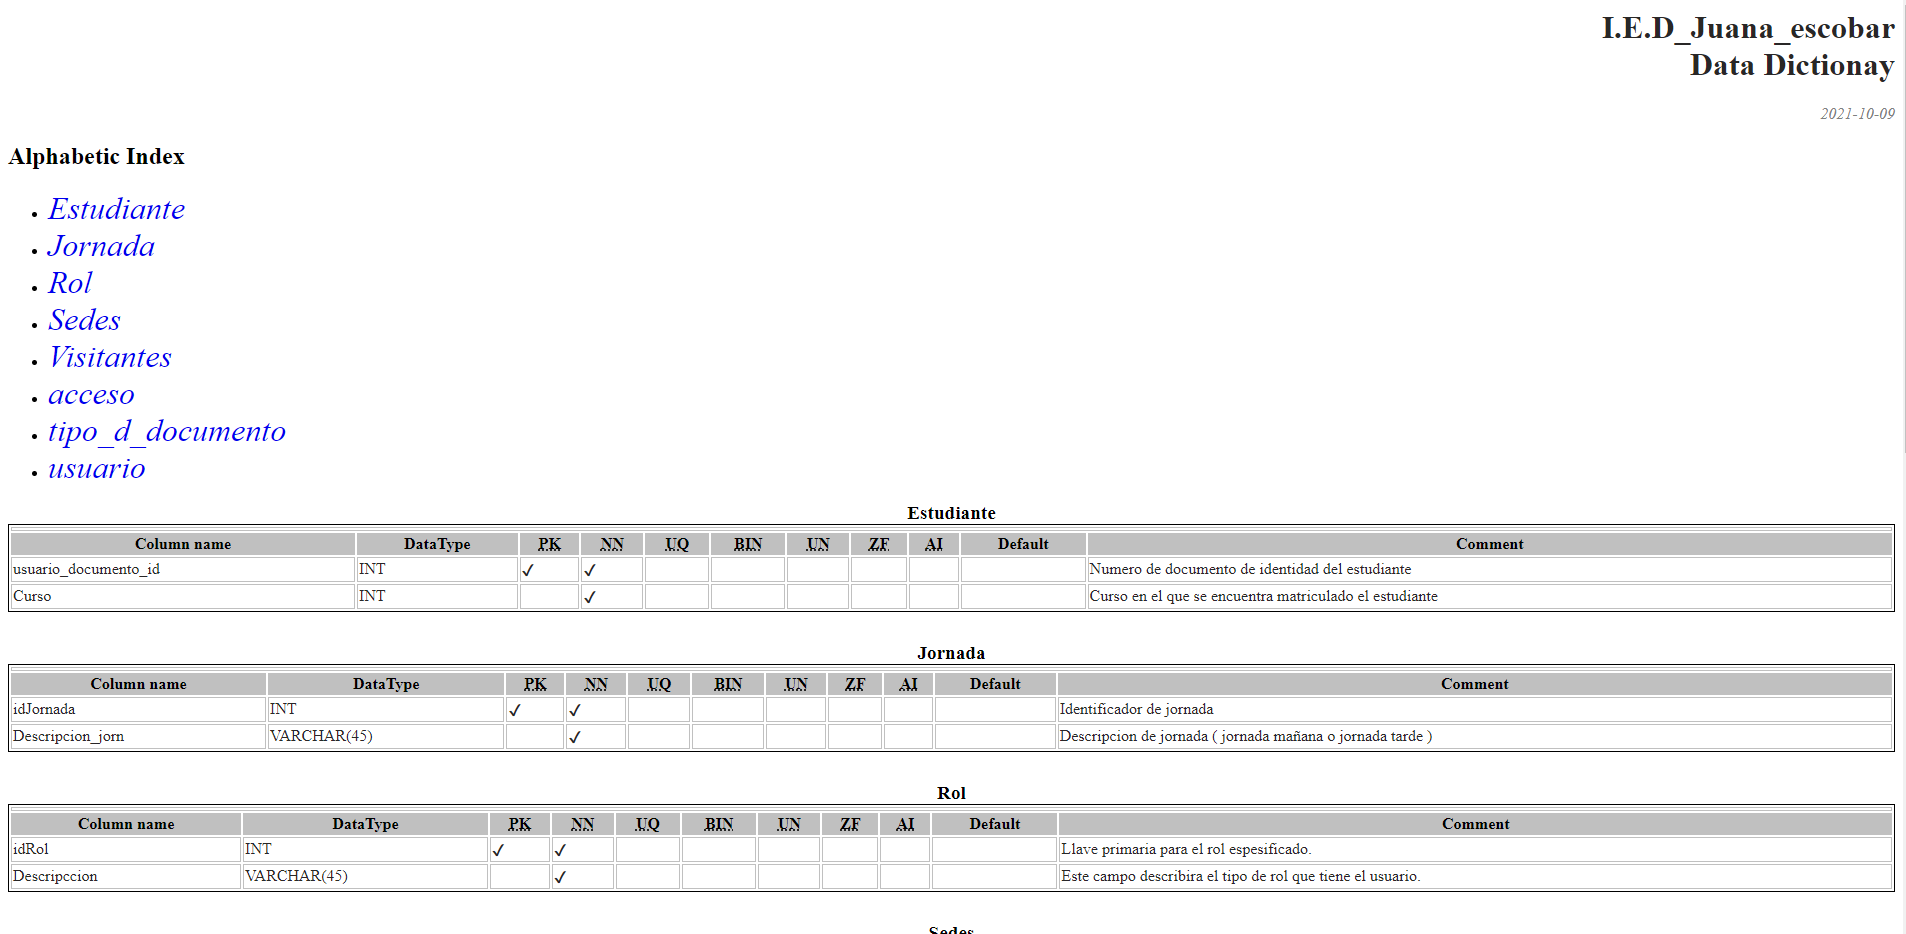 I.E.D_Juana_escobar
Data Dictionay
2021-10-09
Alphabetic Index
Estudiante
Jornada
Rol
Sedes
Visitantes
acceso
tipo_d_documento
usuario
Estudiante
Column name DataType PK NN UQ BIN UN ZF AI Default Comment
usuario_documento_id INT ✓ ✓ Numero de documento de identidad del estudiante
Curso INT ✓ Curso en el que se encuentra matriculado el estudiante
Jornada
Column name DataType PK NN UQ BIN UN ZF AI Default Comment
idJornada INT ✓ ✓ Identificador de jornada
Descripcion_jorn VARCHAR(45) ✓ Descripcion de jornada ( jornada mañana o jornada tarde )
Rol
Column name DataType PK NN UQ BIN UN ZF AI Default Comment
idRol INT ✓ ✓ Llave primaria para el rol espesificado.
Descripccion VARCHAR(45) ✓ Este campo describira el tipo de rol que tiene el usuario.
Sedes